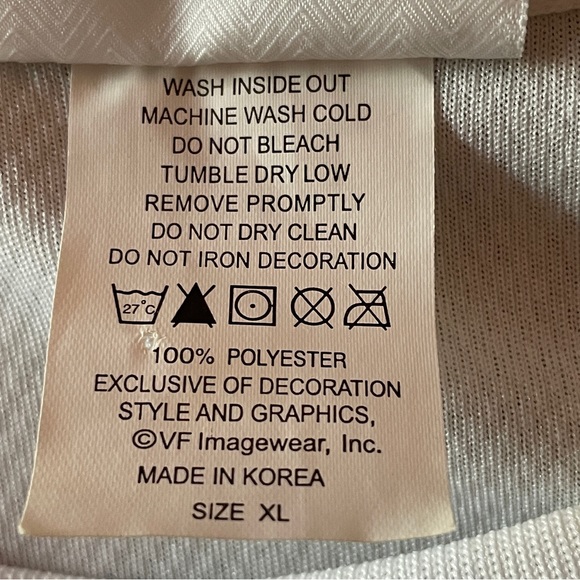 WASH INSIDE OUT
MACHINE WASH COLD
DO NOT BLEACH
TUMBLE DRY LOW
REMOVE PROMPTLY
DO NOT DRY CLEAN
DO NOT IRON DECORATION
27°C
100% POLYESTER
EXCLUSIVE OF DECORATION
STYLE AND GRAPHICS,
©VF Imagewear, Inc.
MADE IN KOREA
SIZE XL